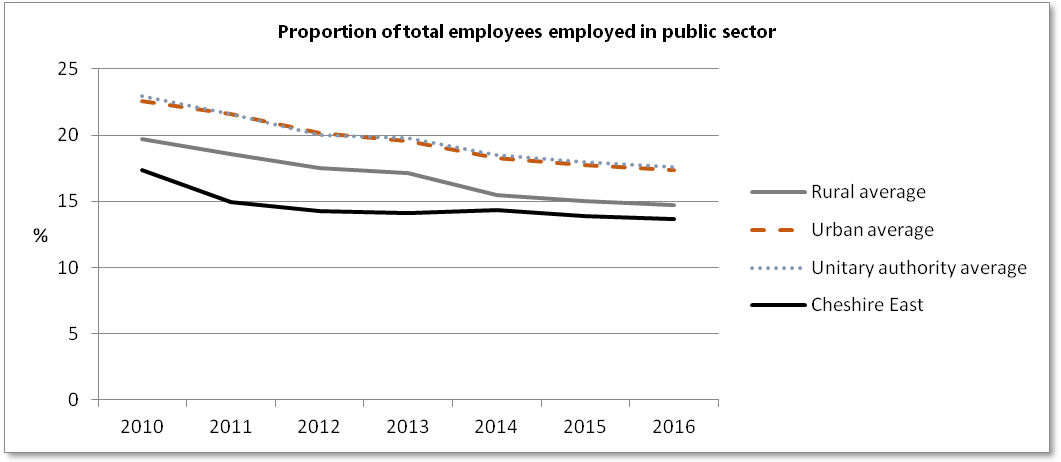 Proportion of total employees employed in public sector
25
20
15
%
10
5
0
2010 2011 2012 2013 2014 2015 2016
Rural average
Urban average
Unitary authority average
Cheshire East